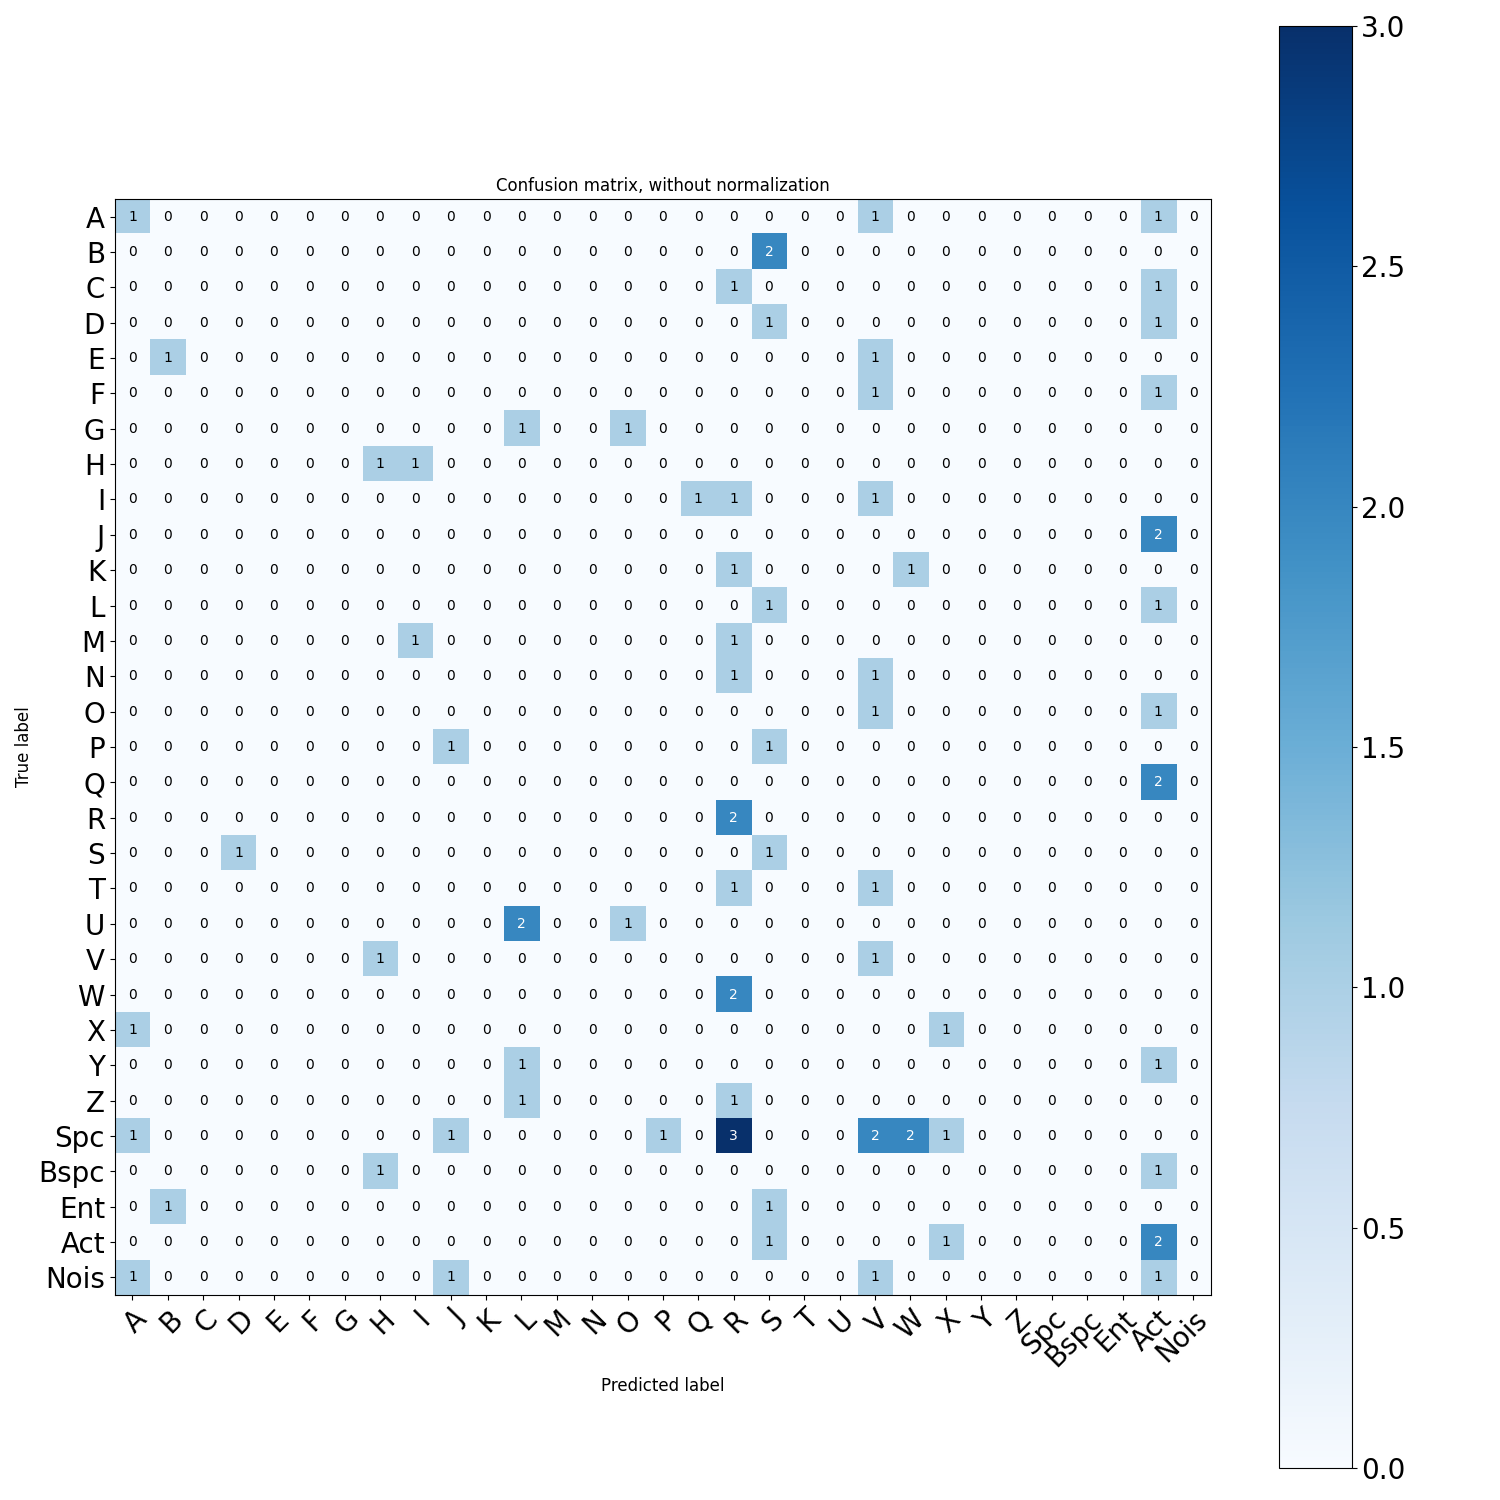 Confusion matrix, without normalization
A 1 0 0 0 0 0 0 0 0 0 0 0 0 0 0 0 0 0 0 0 0 1 0 0 0 0 0 0 0 1 0
B 0 0 0 0 0 0 0 0 0 0 0 0 0 0 0 0 0 0 2 0 0 0 0 0 0 0 0 0 0 0 0
C 0 0 0 0 0 0 0 0 0 0 0 0 0 0 0 0 0 1 0 0 0 0 0 0 0 0 0 0 0 1 0
D 0 0 0 0 0 0 0 0 0 0 0 0 0 0 0 0 0 0 1 0 0 0 0 0 0 0 0 0 0 1 0
E 0 1 0 0 0 0 0 0 0 0 0 0 0 0 0 0 0 0 0 0 0 1 0 0 0 0 0 0 0 0 0
F 0 0 0 0 0 0 0 0 0 0 0 0 0 0 0 0 0 0 0 0 0 1 0 0 0 0 0 0 0 1 0
G 0 0 0 0 0 0 0 0 0 0 0 1 0 0 1 0 0 0 0 0 0 0 0 0 0 0 0 0 0 0 0
H 0 0 0 0 0 0 0 1 1 0 0 0 0 0 0 0 0 0 0 0 0 0 0 0 0 0 0 0 0 0 0
I 0 0 0 0 0 0 0 0 0 0 0 0 0 0 0 0 1 1 0 0 0 1 0 0 0 0 0 0 0 0 0
J 0 0 0 0 0 0 0 0 0 0 0 0 0 0 0 0 0 0 0 0 0 0 0 0 0 0 0 0 0 2 0
K 0 0 0 0 0 0 0 0 0 0 0 0 0 0 0 0 0 1 0 0 0 0 1 0 0 0 0 0 0 0 0
L 0 0 0 0 0 0 0 0 0 0 0 0 0 0 0 0 0 0 1 0 0 0 0 0 0 0 0 0 0 1 0
M 0 0 0 0 0 0 0 0 1 0 0 0 0 0 0 0 0 1 0 0 0 0 0 0 0 0 0 0 0 0 0
N 0 0 0 0 0 0 0 0 0 0 0 0 0 0 0 0 0 1 0 0 0 1 0 0 0 0 0 0 0 0 0
O 0 0 0 0 0 0 0 0 0 0 0 0 0 0 0 0 0 0 0 0 0 1 0 0 0 0 0 0 0 1 0
P 0 0 0 0 0 0 0 0 0 1 0 0 0 0 0 0 0 0 1 0 0 0 0 0 0 0 0 0 0 0 0
Q 0 0 0 0 0 0 0 0 0 0 0 0 0 0 0 0 0 0 0 0 0 0 0 0 0 0 0 0 0 2 0
R 0 0 0 0 0 0 0 0 0 0 0 0 0 0 0 0 0 2 0 0 0 0 0 0 0 0 0 0 0 0 0
S 0 0 0 1 0 0 0 0 0 0 0 0 0 0 0 0 0 0 1 0 0 0 0 0 0 0 0 0 0 0 0
T 0 0 0 0 0 0 0 0 0 0 0 0 0 0 0 0 0 1 0 0 0 1 0 0 0 0 0 0 0 0 0
U 0 0 0 0 0 0 0 0 0 0 0 2 0 0 1 0 0 0 0 0 0 0 0 0 0 0 0 0 0 0 0
V 0 0 0 0 0 0 0 1 0 0 0 0 0 0 0 0 0 0 0 0 0 1 0 0 0 0 0 0 0 0 0
W 0 0 0 0 0 0 0 0 0 0 0 0 0 0 0 0 0 2 0 0 0 0 0 0 0 0 0 0 0 0 0
X 1 0 0 0 0 0 0 0 0 0 0 0 0 0 0 0 0 0 0 0 0 0 0 1 0 0 0 0 0 0 0
Y 0 0 0 0 0 0 0 0 0 0 0 1 0 0 0 0 0 0 0 0 0 0 0 0 0 0 0 0 0 1 0
Z 0 0 0 0 0 0 0 0 0 0 0 1 0 0 0 0 0 1 0 0 0 0 0 0 0 0 0 0 0 0 0
Spc 1 0 0 0 0 0 0 0 0 1 0 0 0 0 0 1 0 3 0 0 0 2 2 1 0 0 0 0 0 0 0
Bspc 0 0 0 0 0 0 0 1 0 0 0 0 0 0 0 0 0 0 0 0 0 0 0 0 0 0 0 0 0 1 0
Ent 0 1 0 0 0 0 0 0 0 0 0 0 0 0 0 0 0 0 1 0 0 0 0 0 0 0 0 0 0 0 0
Act 0 0 0 0 0 0 0 0 0 0 0 0 0 0 0 0 0 0 1 0 0 0 0 1 0 0 0 0 0 2 0
Nois 1 0 0 0 0 0 0 0 0 1 0 0 0 0 0 0 0 0 0 0 0 1 0 0 0 0 0 0 0 1 0
A B C D E F G H I J K L M N O P Q R S T U V W X Y Z Spc Bspc Ent Act Nois
Predicted label
True label
3.0
2.5
2.0
1.5
1.0
0.5
0.0